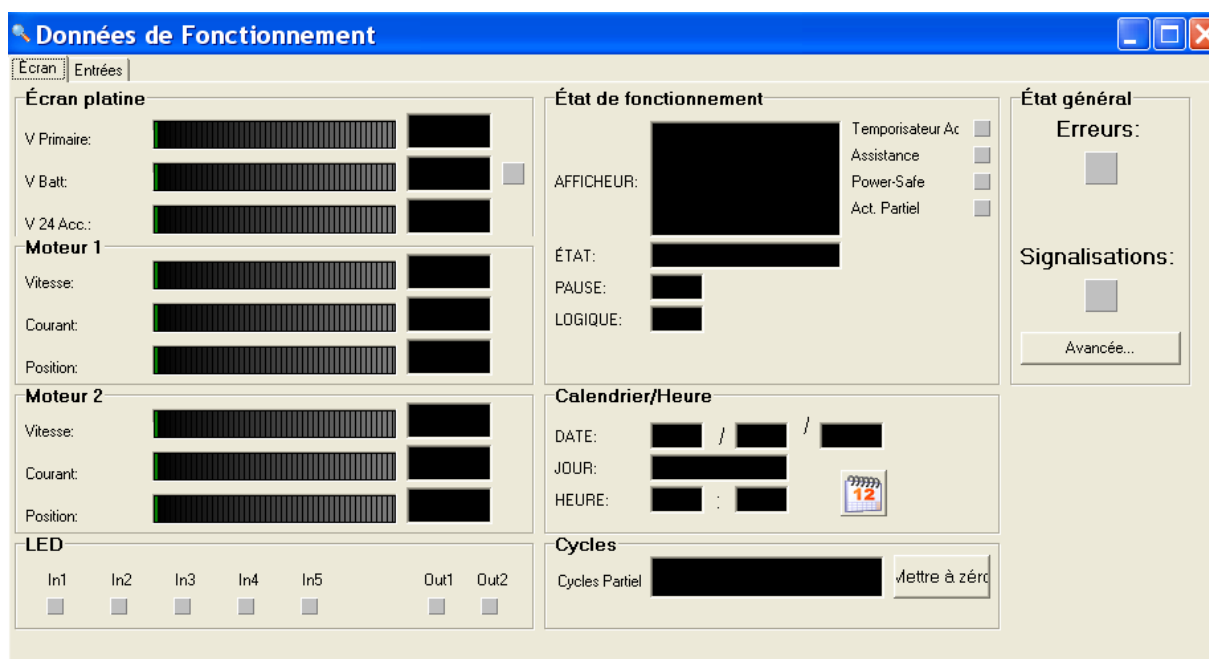 Données de Fonctionnement
Écran
Entrées
Écran platine
V Primaire:
V Batt:
V 24 Acc.:
Moteur 1
Vitesse:
Courant:
Position:
Moteur 2
Vitesse:
Courant:
Position:
LED
In1 In2 In3 In4 In5 Out1 Out2
État de fonctionnement
AFFICHEUR:
Temporisateur Ac
Assistance
Power-Safe
Act. Partiel
ÉTAT:
PAUSE:
LOGIQUE:
Calendrier/Heure
DATE: / /
JOUR:
HEURE: :
12
Cycles
Cycles Partiel
Mettre à zéro
État général
Erreurs:
Signalisations:
Avancée...